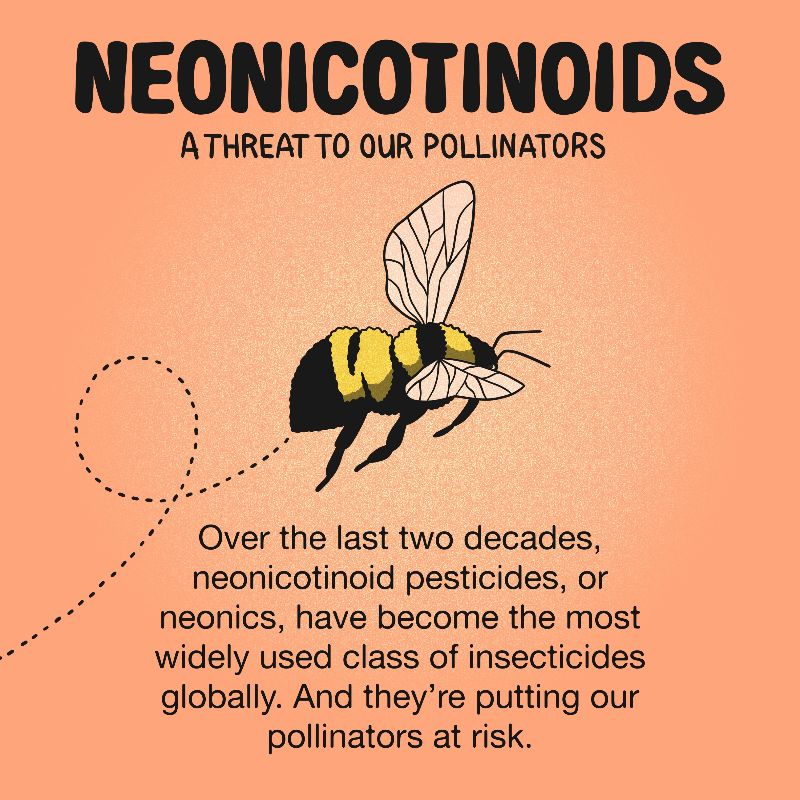 NEONICOTINOIDS
A THREAT TO OUR POLLINATORS
Over the last two decades,
neonicotinoid pesticides, or
neonics, have become the most
widely used class of insecticides
globally. And they’re putting our
pollinators at risk.